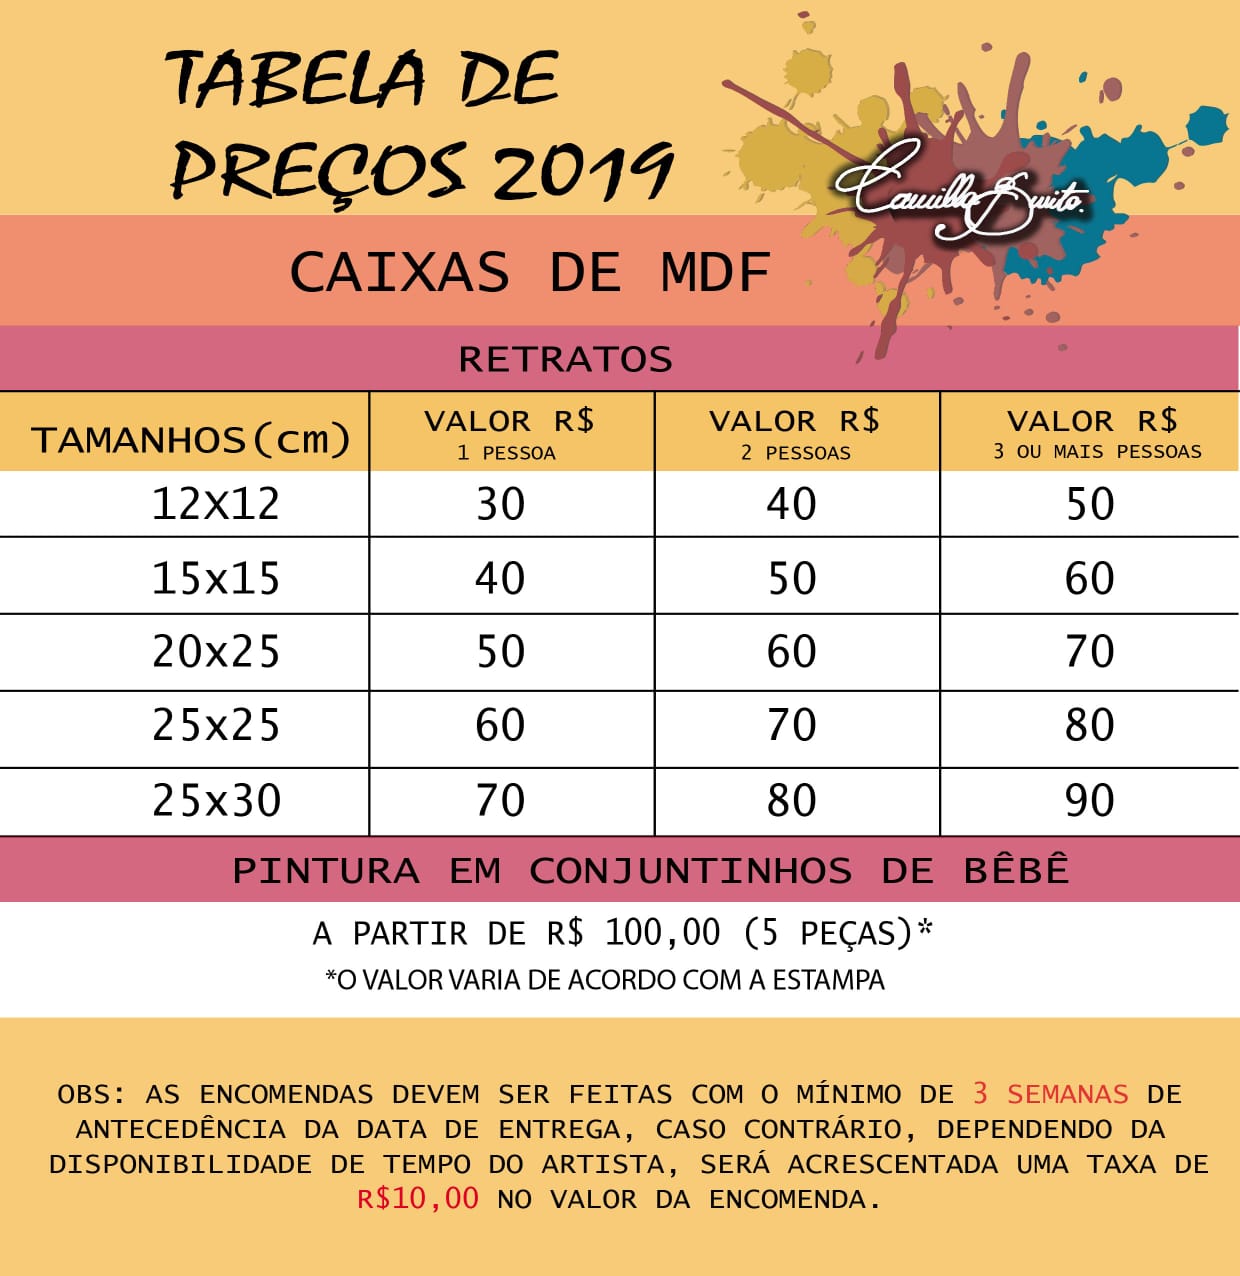 TABELA DE
PREÇOS 2019
Camilla Brito.
CAIXAS DE MDF
RETRATOS
TAMANHOS(cm) VALOR R$ VALOR R$ VALOR R$
1 PESSOA 2 PESSOAS 3 OU MAIS PESSOAS
12X12 30 40 50
15x15 40 50 60
20x25 50 60 70
25x25 60 70 80
25x30 70 80 90
PINTURA EM CONJUNTINHOS DE BÊBÊ
A PARTIR DE R$ 100,00 (5 PEÇAS)*
*O VALOR VARIA DE ACORDO COM A ESTAMPA
OBS: AS ENCOMENDAS DEVEM SER FEITAS COM O MÍNIMO DE 3 SEMANAS DE
ANTECEDÊNCIA DA DATA DE ENTREGA, CASO CONTRÁRIO, DEPENDENDO DA
DISPONIBILIDADE DE TEMPO DO ARTISTA, SERÁ ACRESCENTADA UMA TAXA DE
R$10,00 NO VALOR DA ENCOMENDA.